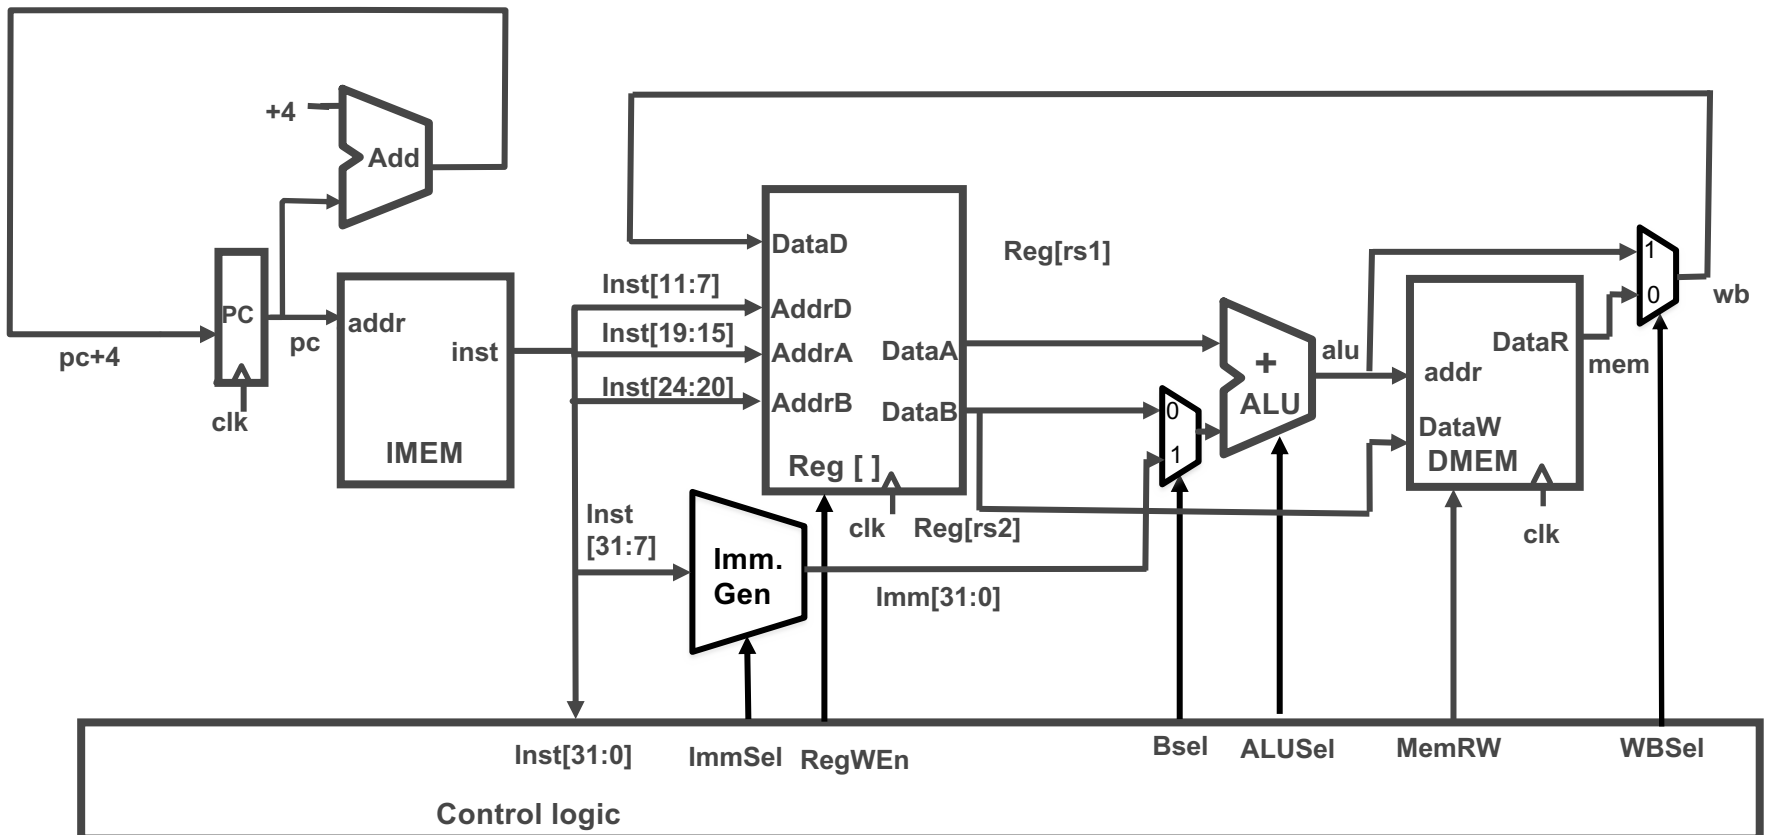 +4
Add
DataD
Reg[rs1]
1
Inst[11:7]
PC
addr
AddrD
0
wb
pc+4
pc
inst
Inst[19:15]
AddrA
DataA
+
alu
DataR
mem
addr
clk
Inst[24:20]
AddrB
DataB
0
ALU
DataW
IMEM
Reg [ ]
1
DMEM
Inst
[31:7]
clk
Reg[rs2]
clk
Imm.
Gen
Imm[31:0]
Inst[31:0]
ImmSel
RegWEn
Bsel
ALUSel
MemRW
WBSel
Control logic